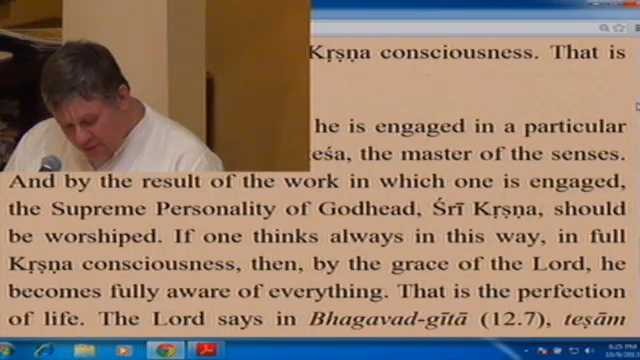 Kṛṣṇa consciousness. That is
he is engaged in a particular
eśa, the master of the senses.
And by the result of the work in which one is engaged,
the Supreme Personality of Godhead, Śrī Kṛṣṇa, should
be worshiped. If one thinks always in this way, in full
Kṛṣṇa consciousness, then, by the grace of the Lord, he
becomes fully aware of everything. That is the perfection
of life. The Lord says in Bhagavad-gītā (12.7), teṣām
9:25 PM